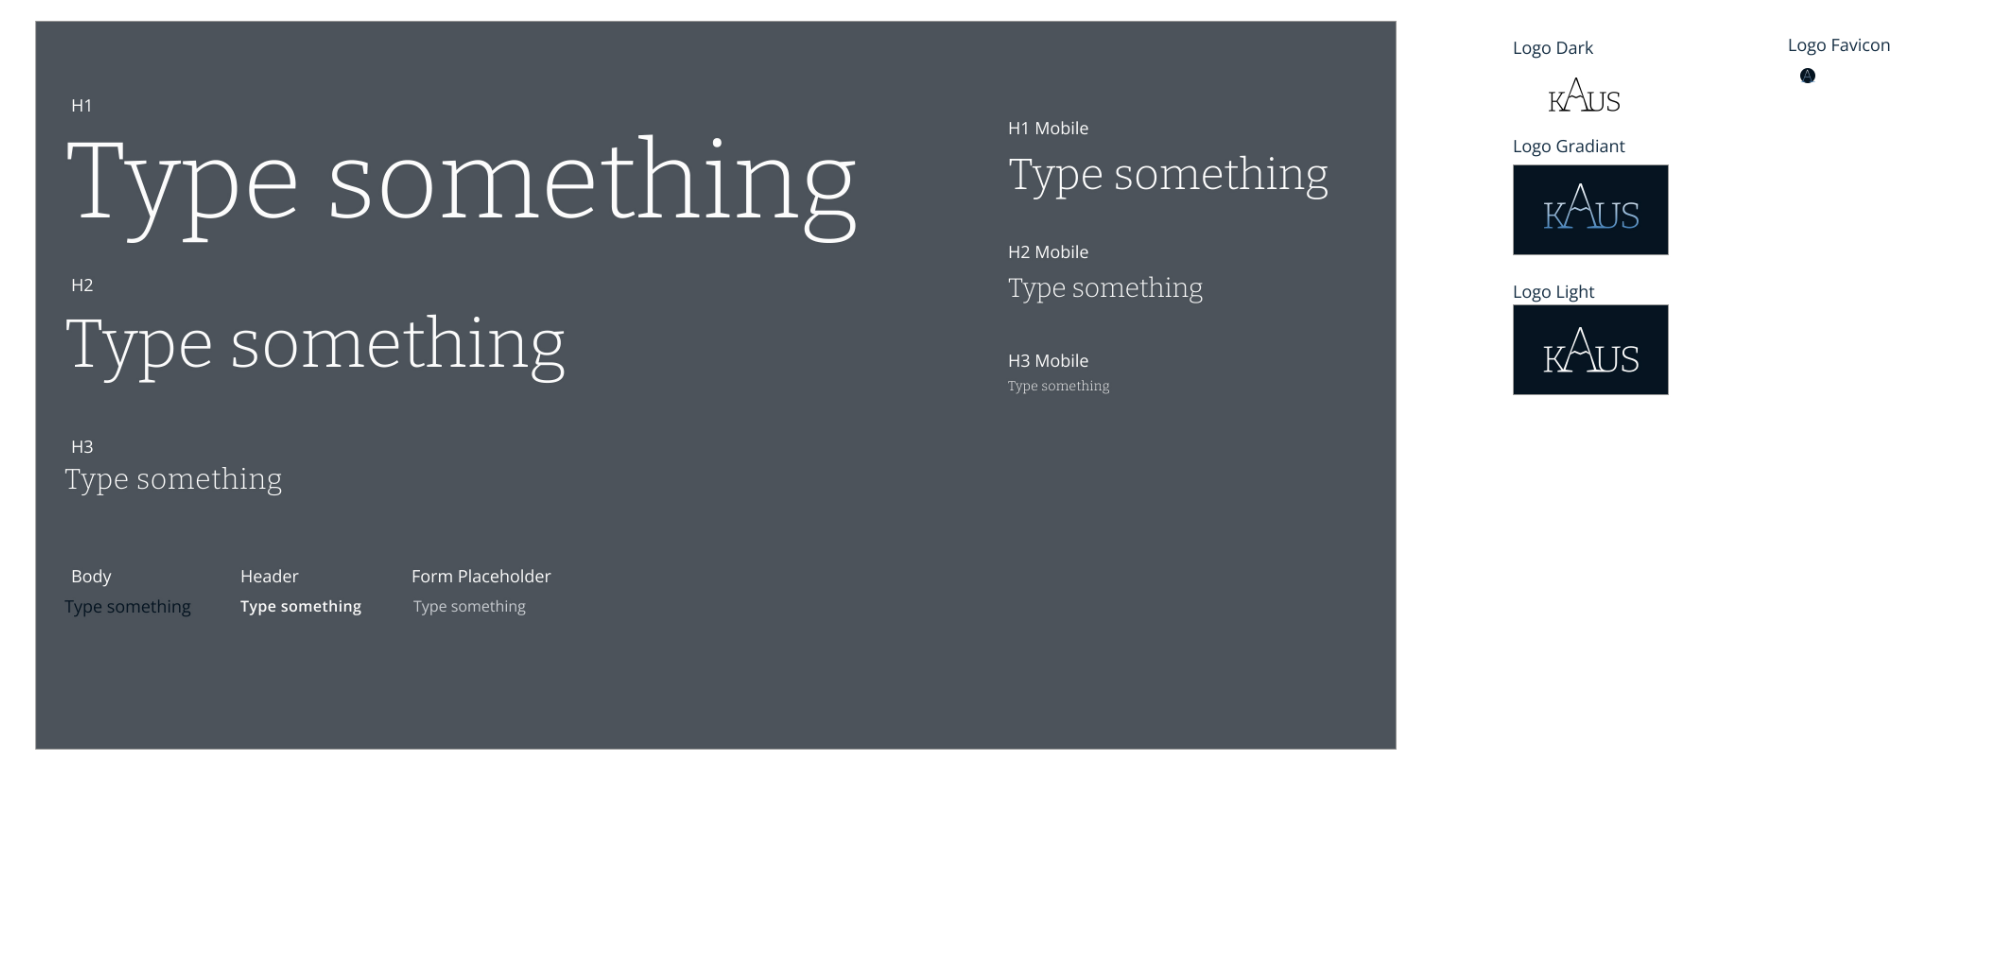 H1
Type something
H2
Type something
H3
Type something
Body
Type something
Header
Type something
Form Placeholder
Type something
H1 Mobile
Type something
H2 Mobile
Type something
H3 Mobile
Type something
Logo Dark
KAUS
Logo Gradiant
KAUS
Logo Light
KAUS
Logo Favicon
A